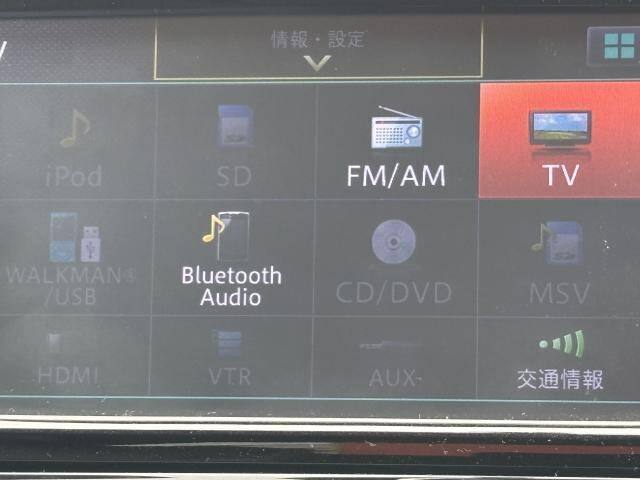 情報・設定
iPod
SD
FM/AM
TV
WALKMAN®
/USB
Bluetooth
Audio
CD/DVD
MSV
HDMI
VTR
AUX
交通情報